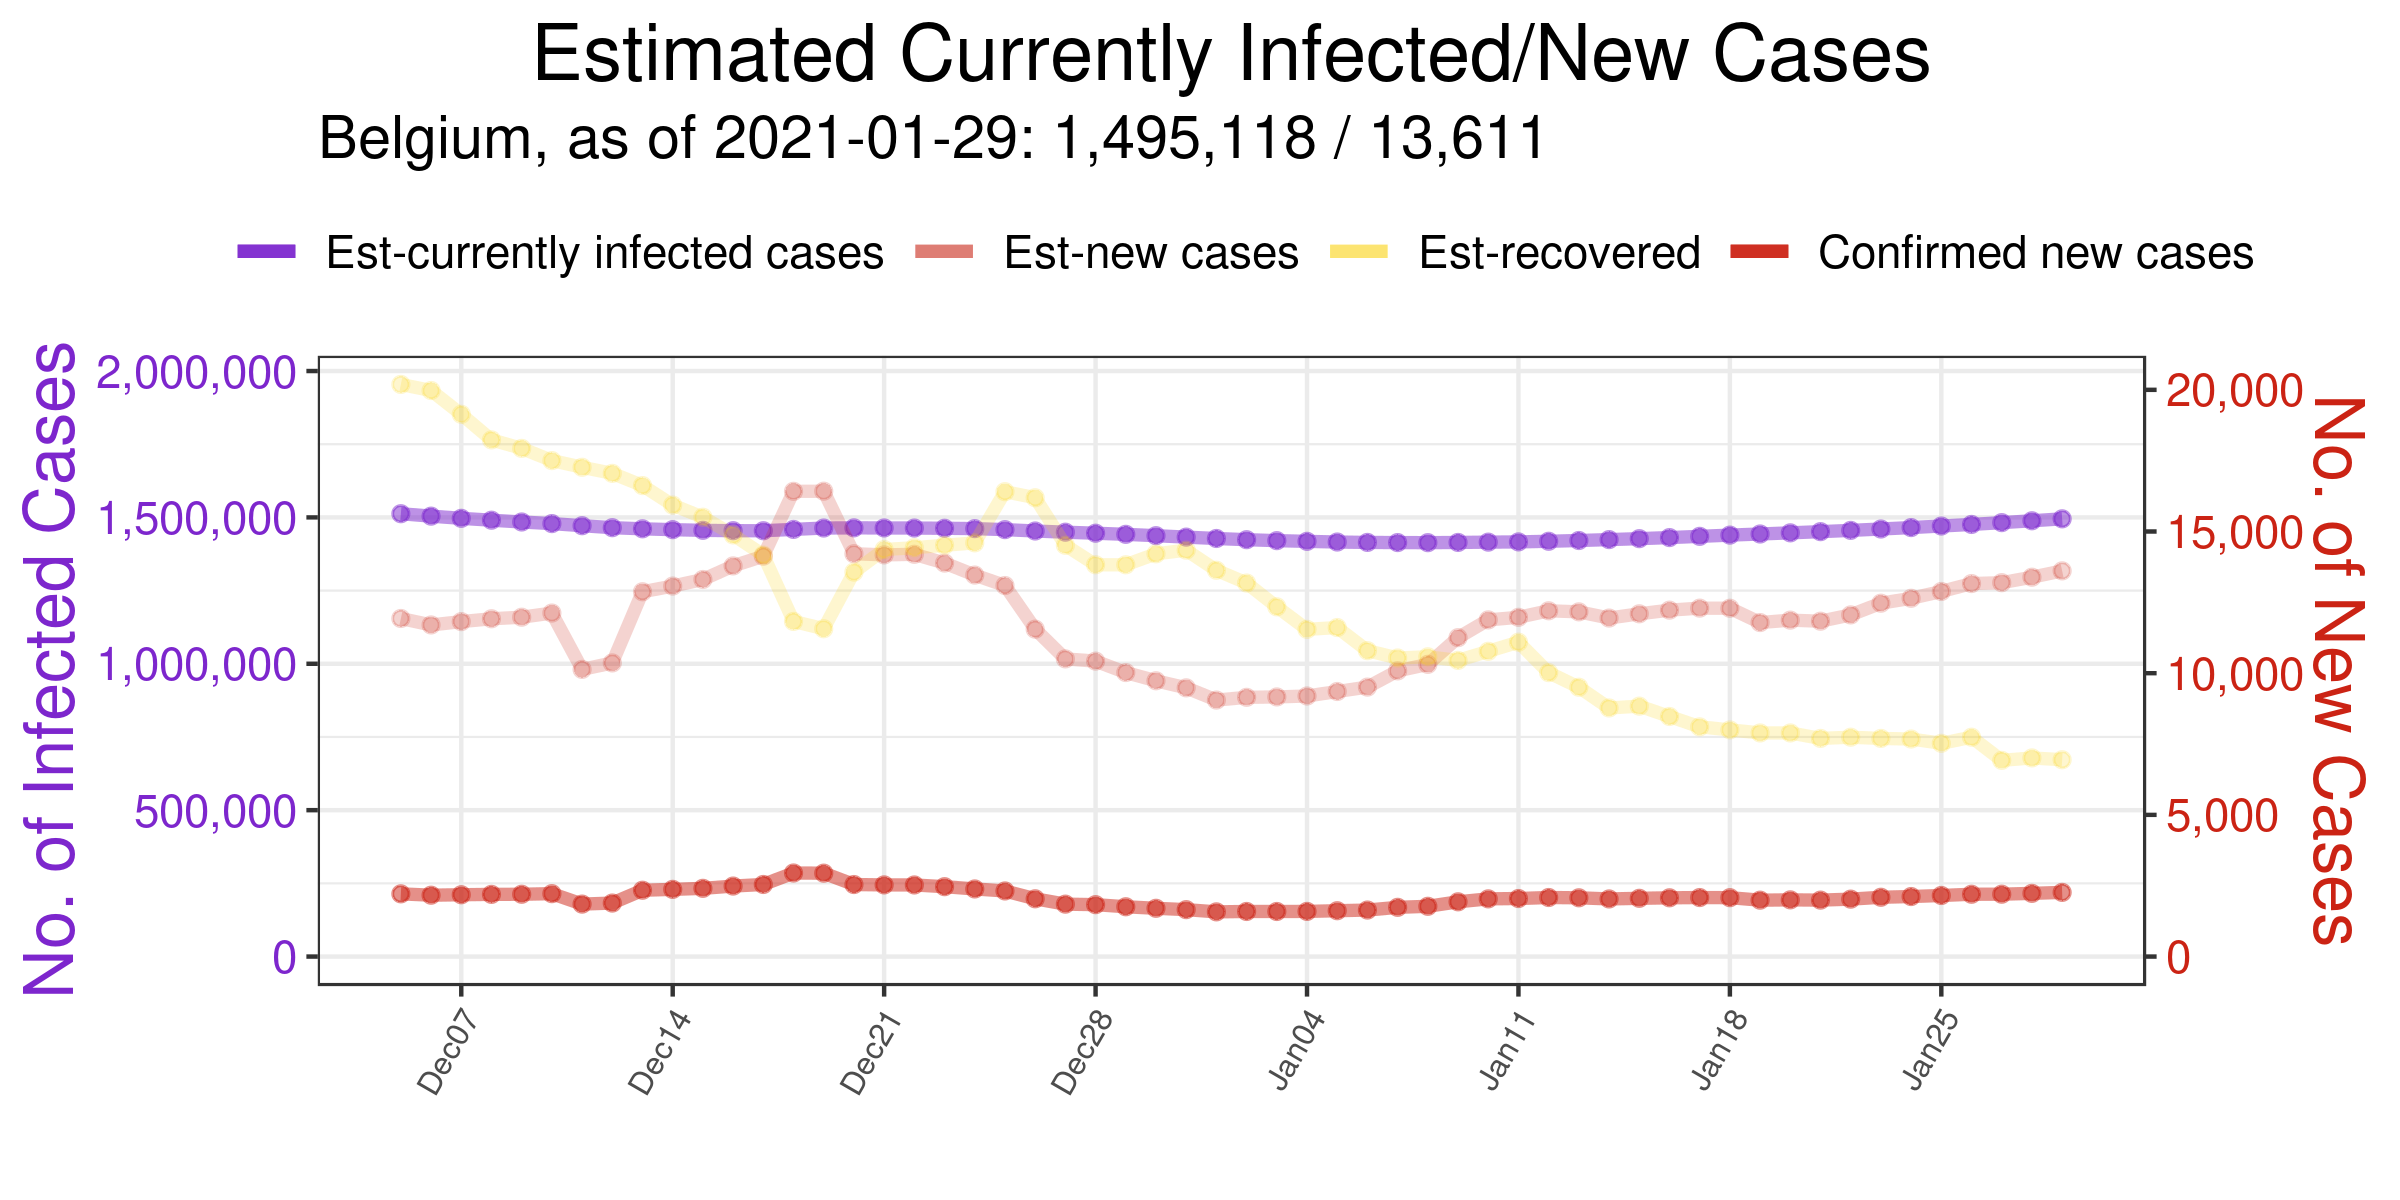 Estimated Currently Infected/New Cases
Belgium, as of 2021-01-29: 1,495,118 / 13,611
Est-currently infected cases Est-new cases Est-recovered Confirmed new cases
No. of Infected Cases
2,000,000
1,500,000
1,000,000
500,000
0
20,000
15,000
10,000
5,000
0
No. of New Cases
Dec07 Dec14 Dec21 Dec28 Jan04 Jan11 Jan18 Jan25